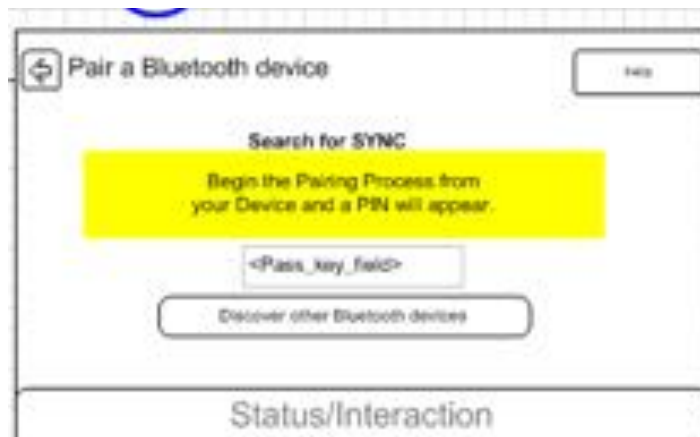 Pair a Bluetooth device
Help
Search for SYNC
Begin the Pairing Process from
your Device and a PIN will appear.
<Pass_key_field>
Discover other Bluetooth devices
Status/Interaction